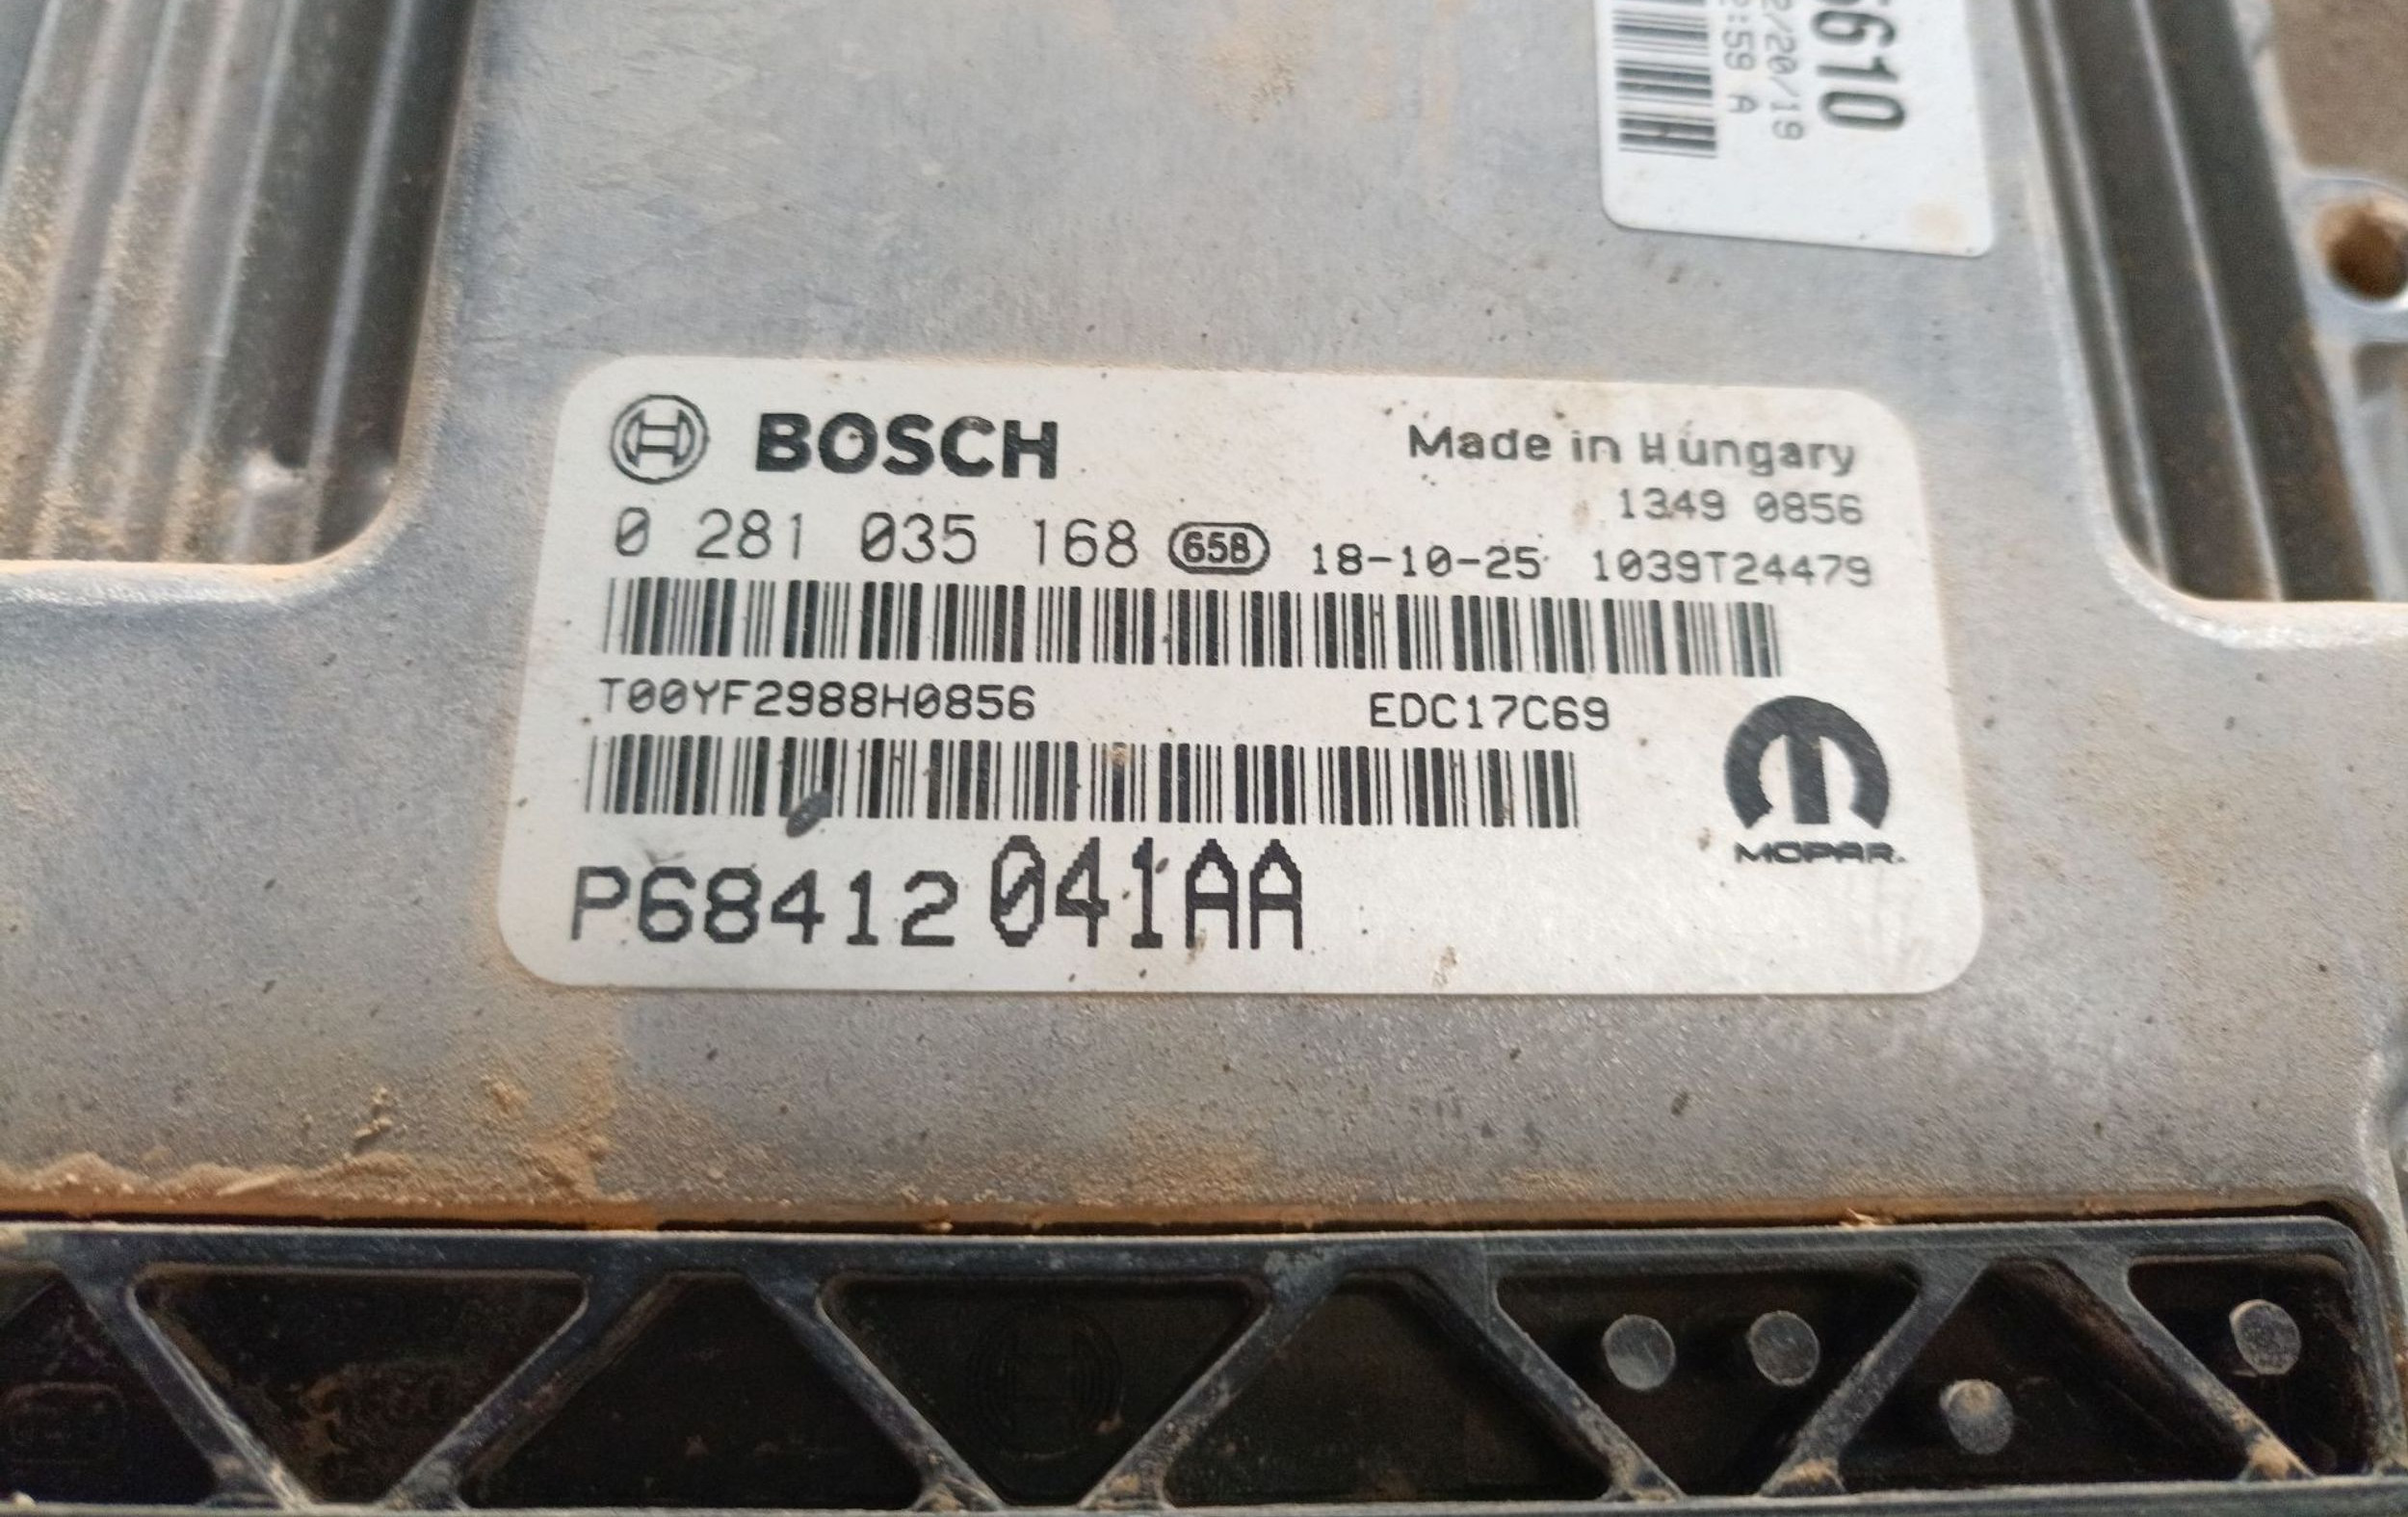 610
2/20/19
:59 A
BOSCH
Made in Hungary
1349 0856
0 281 035 168 658 18-10-25 1039T24479
T00YF2988H0856 EDC17C69
MOPAR.
P68412041AA